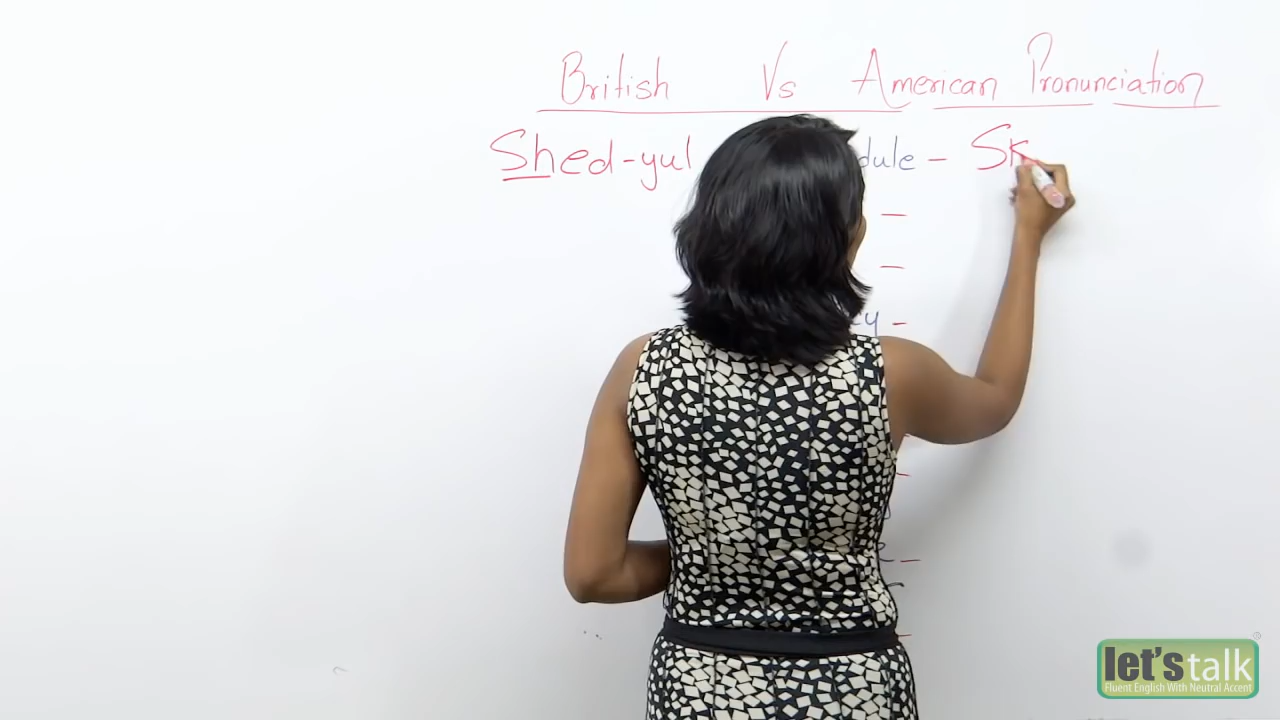 British Vs American Pronunciation
Shed-yul dule - Sk
-
-
y -
-
-
-
let's talk
Fluent English With Neutral Accent